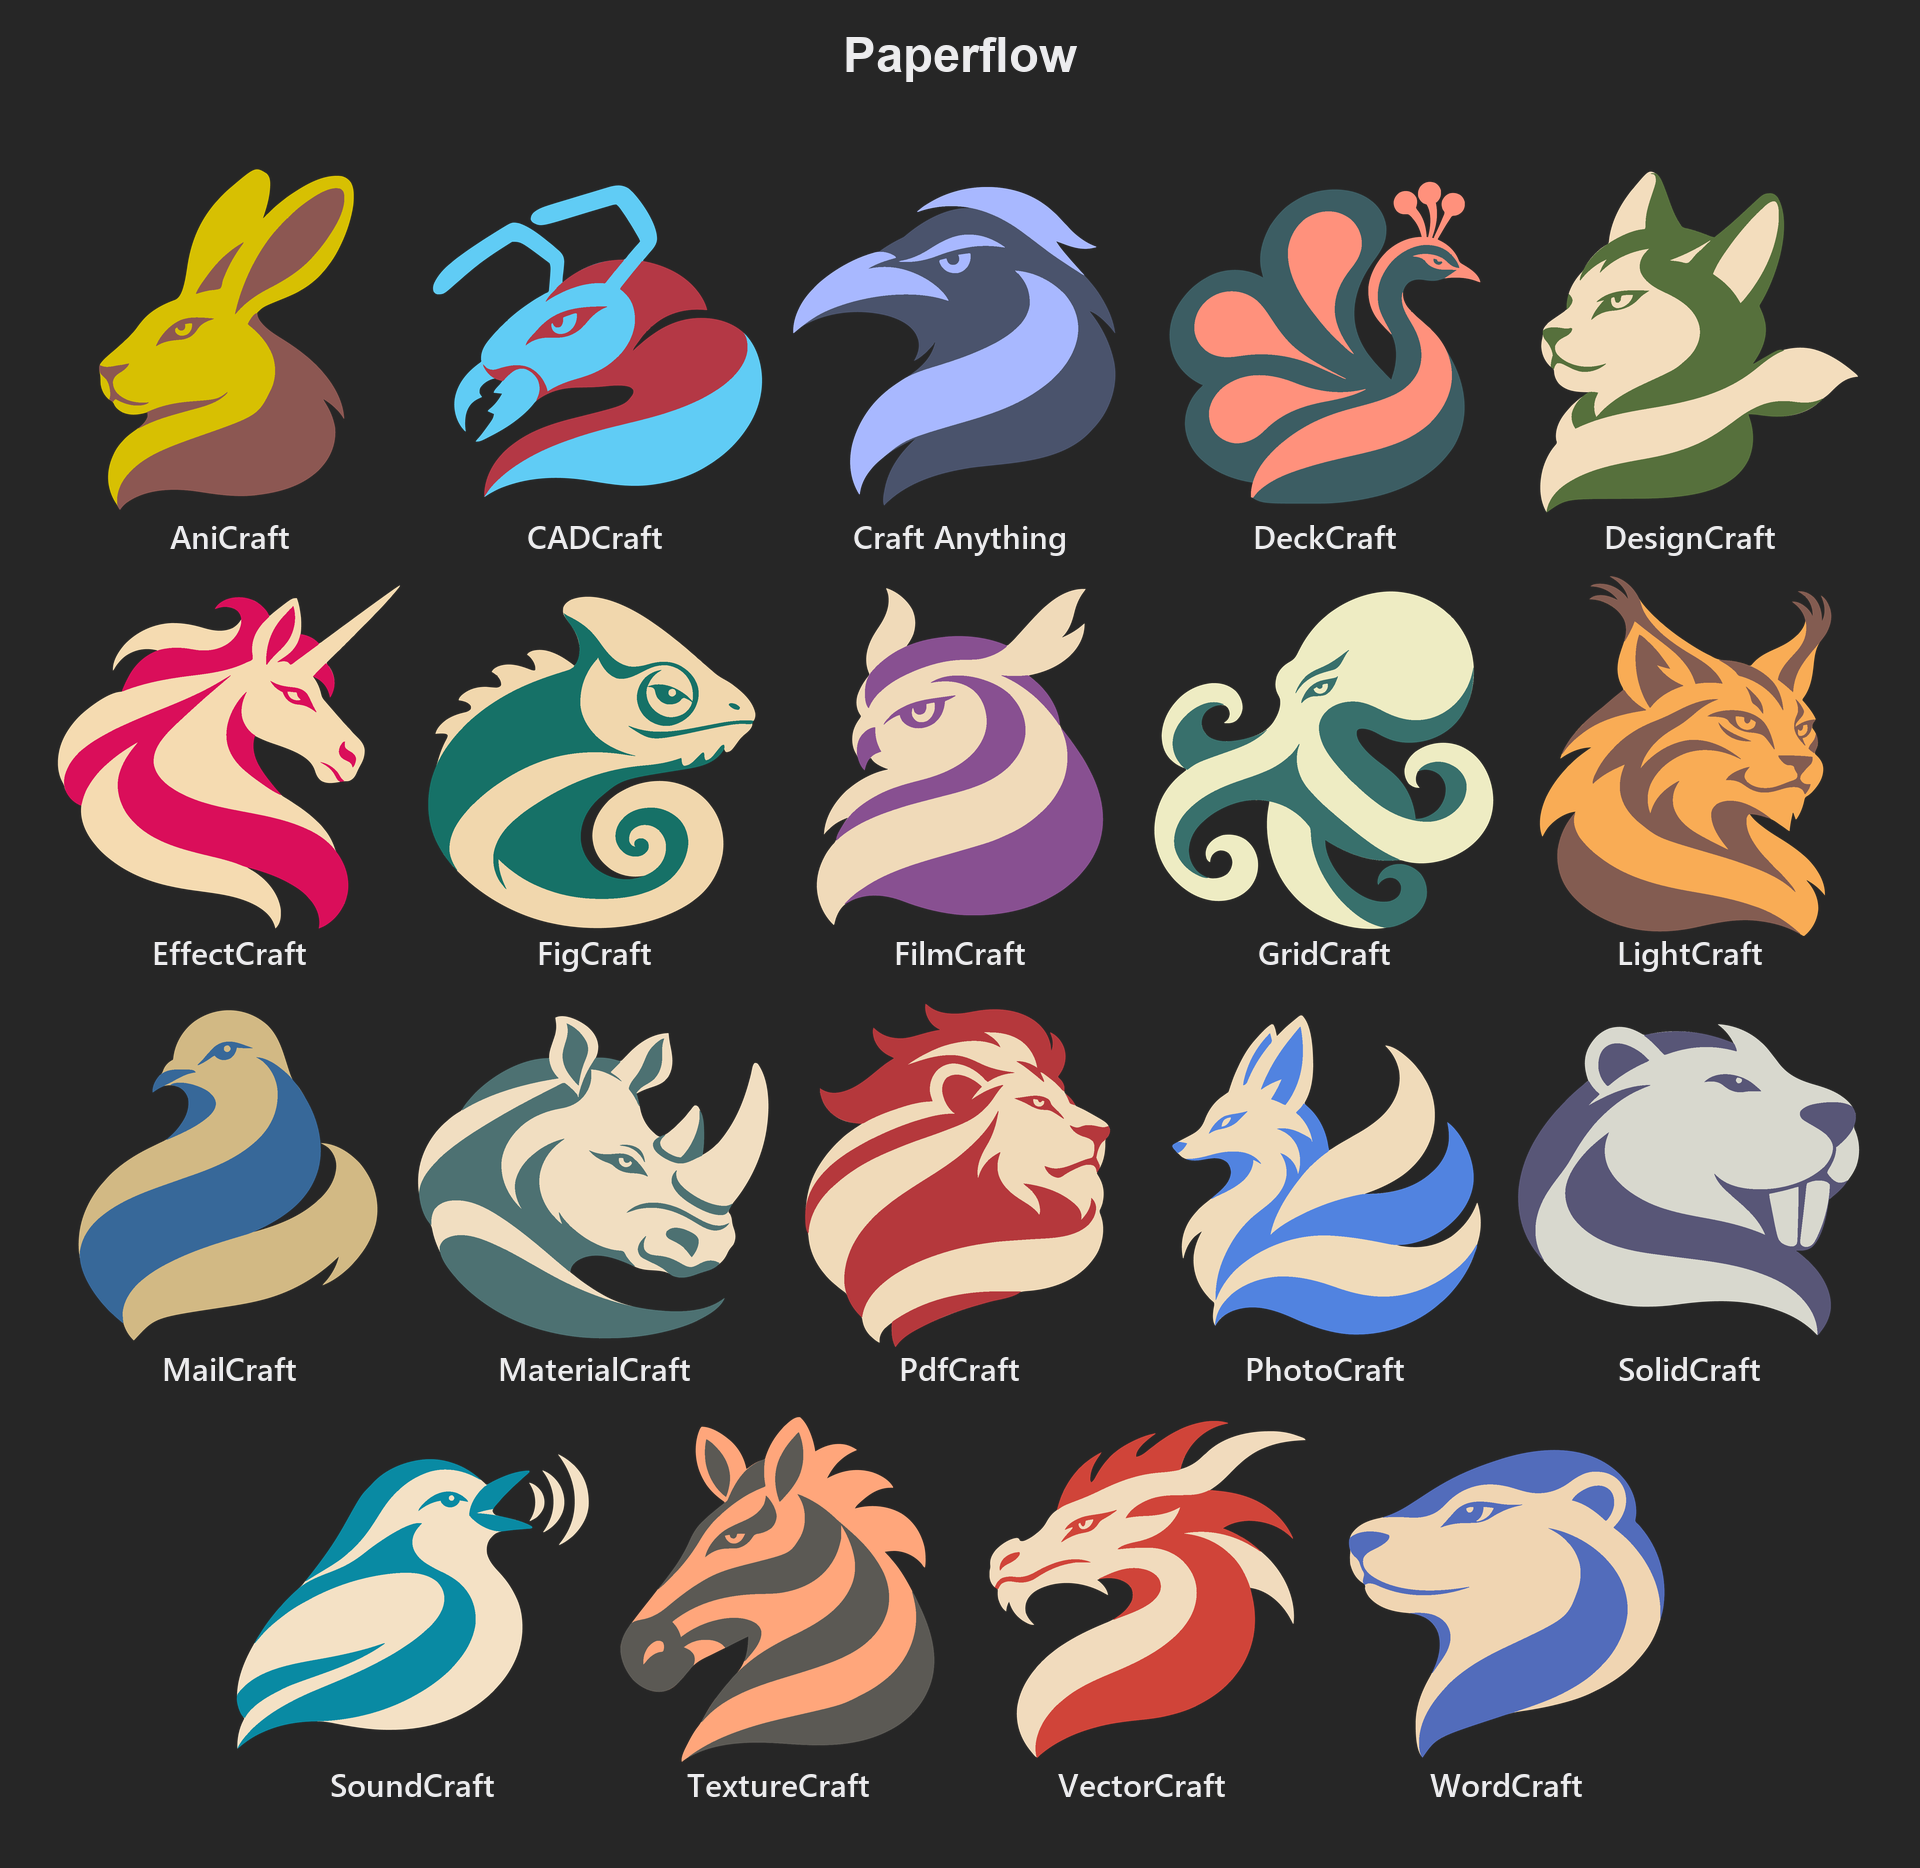 Paperflow
AniCraft
CADCraft
Craft Anything
DeckCraft
DesignCraft
EffectCraft
FigCraft
FilmCraft
GridCraft
LightCraft
MailCraft
MaterialCraft
PdfCraft
PhotoCraft
SolidCraft
SoundCraft
TextureCraft
VectorCraft
WordCraft